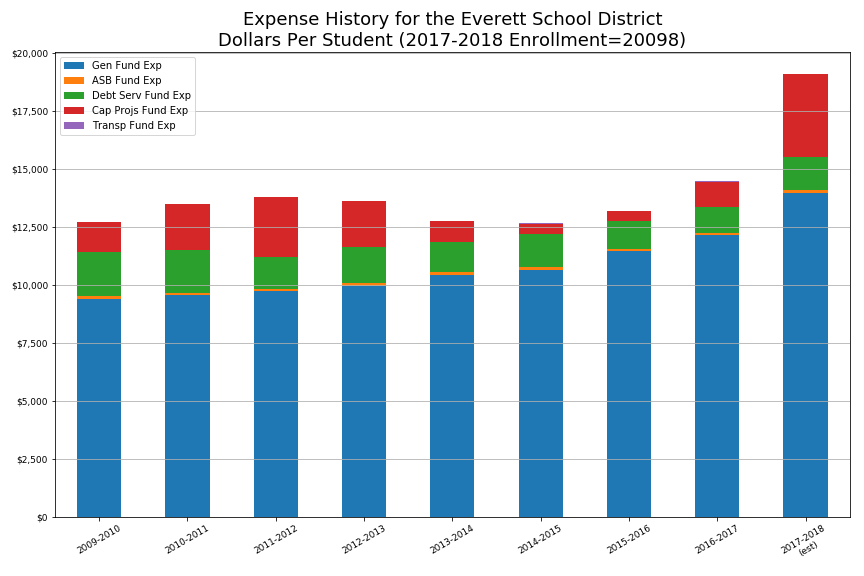 Expense History for the Everett School District
Dollars Per Student (2017-2018 Enrollment=20098)
$20,000
$17,500
$15,000
$12,500
$10,000
$7,500
$5,000
$2,500
$0
Gen Fund Exp
ASB Fund Exp
Debt Serv Fund Exp
Cap Projs Fund Exp
Transp Fund Exp
2009-2010
2010-2011
2011-2012
2012-2013
2013-2014
2014-2015
2015-2016
2016-2017
2017-2018
(est)